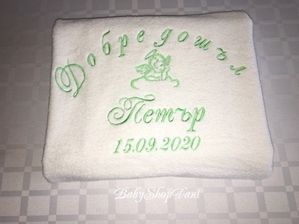 Добре дошъл
Петър
15.09.2020
BabyShopDani